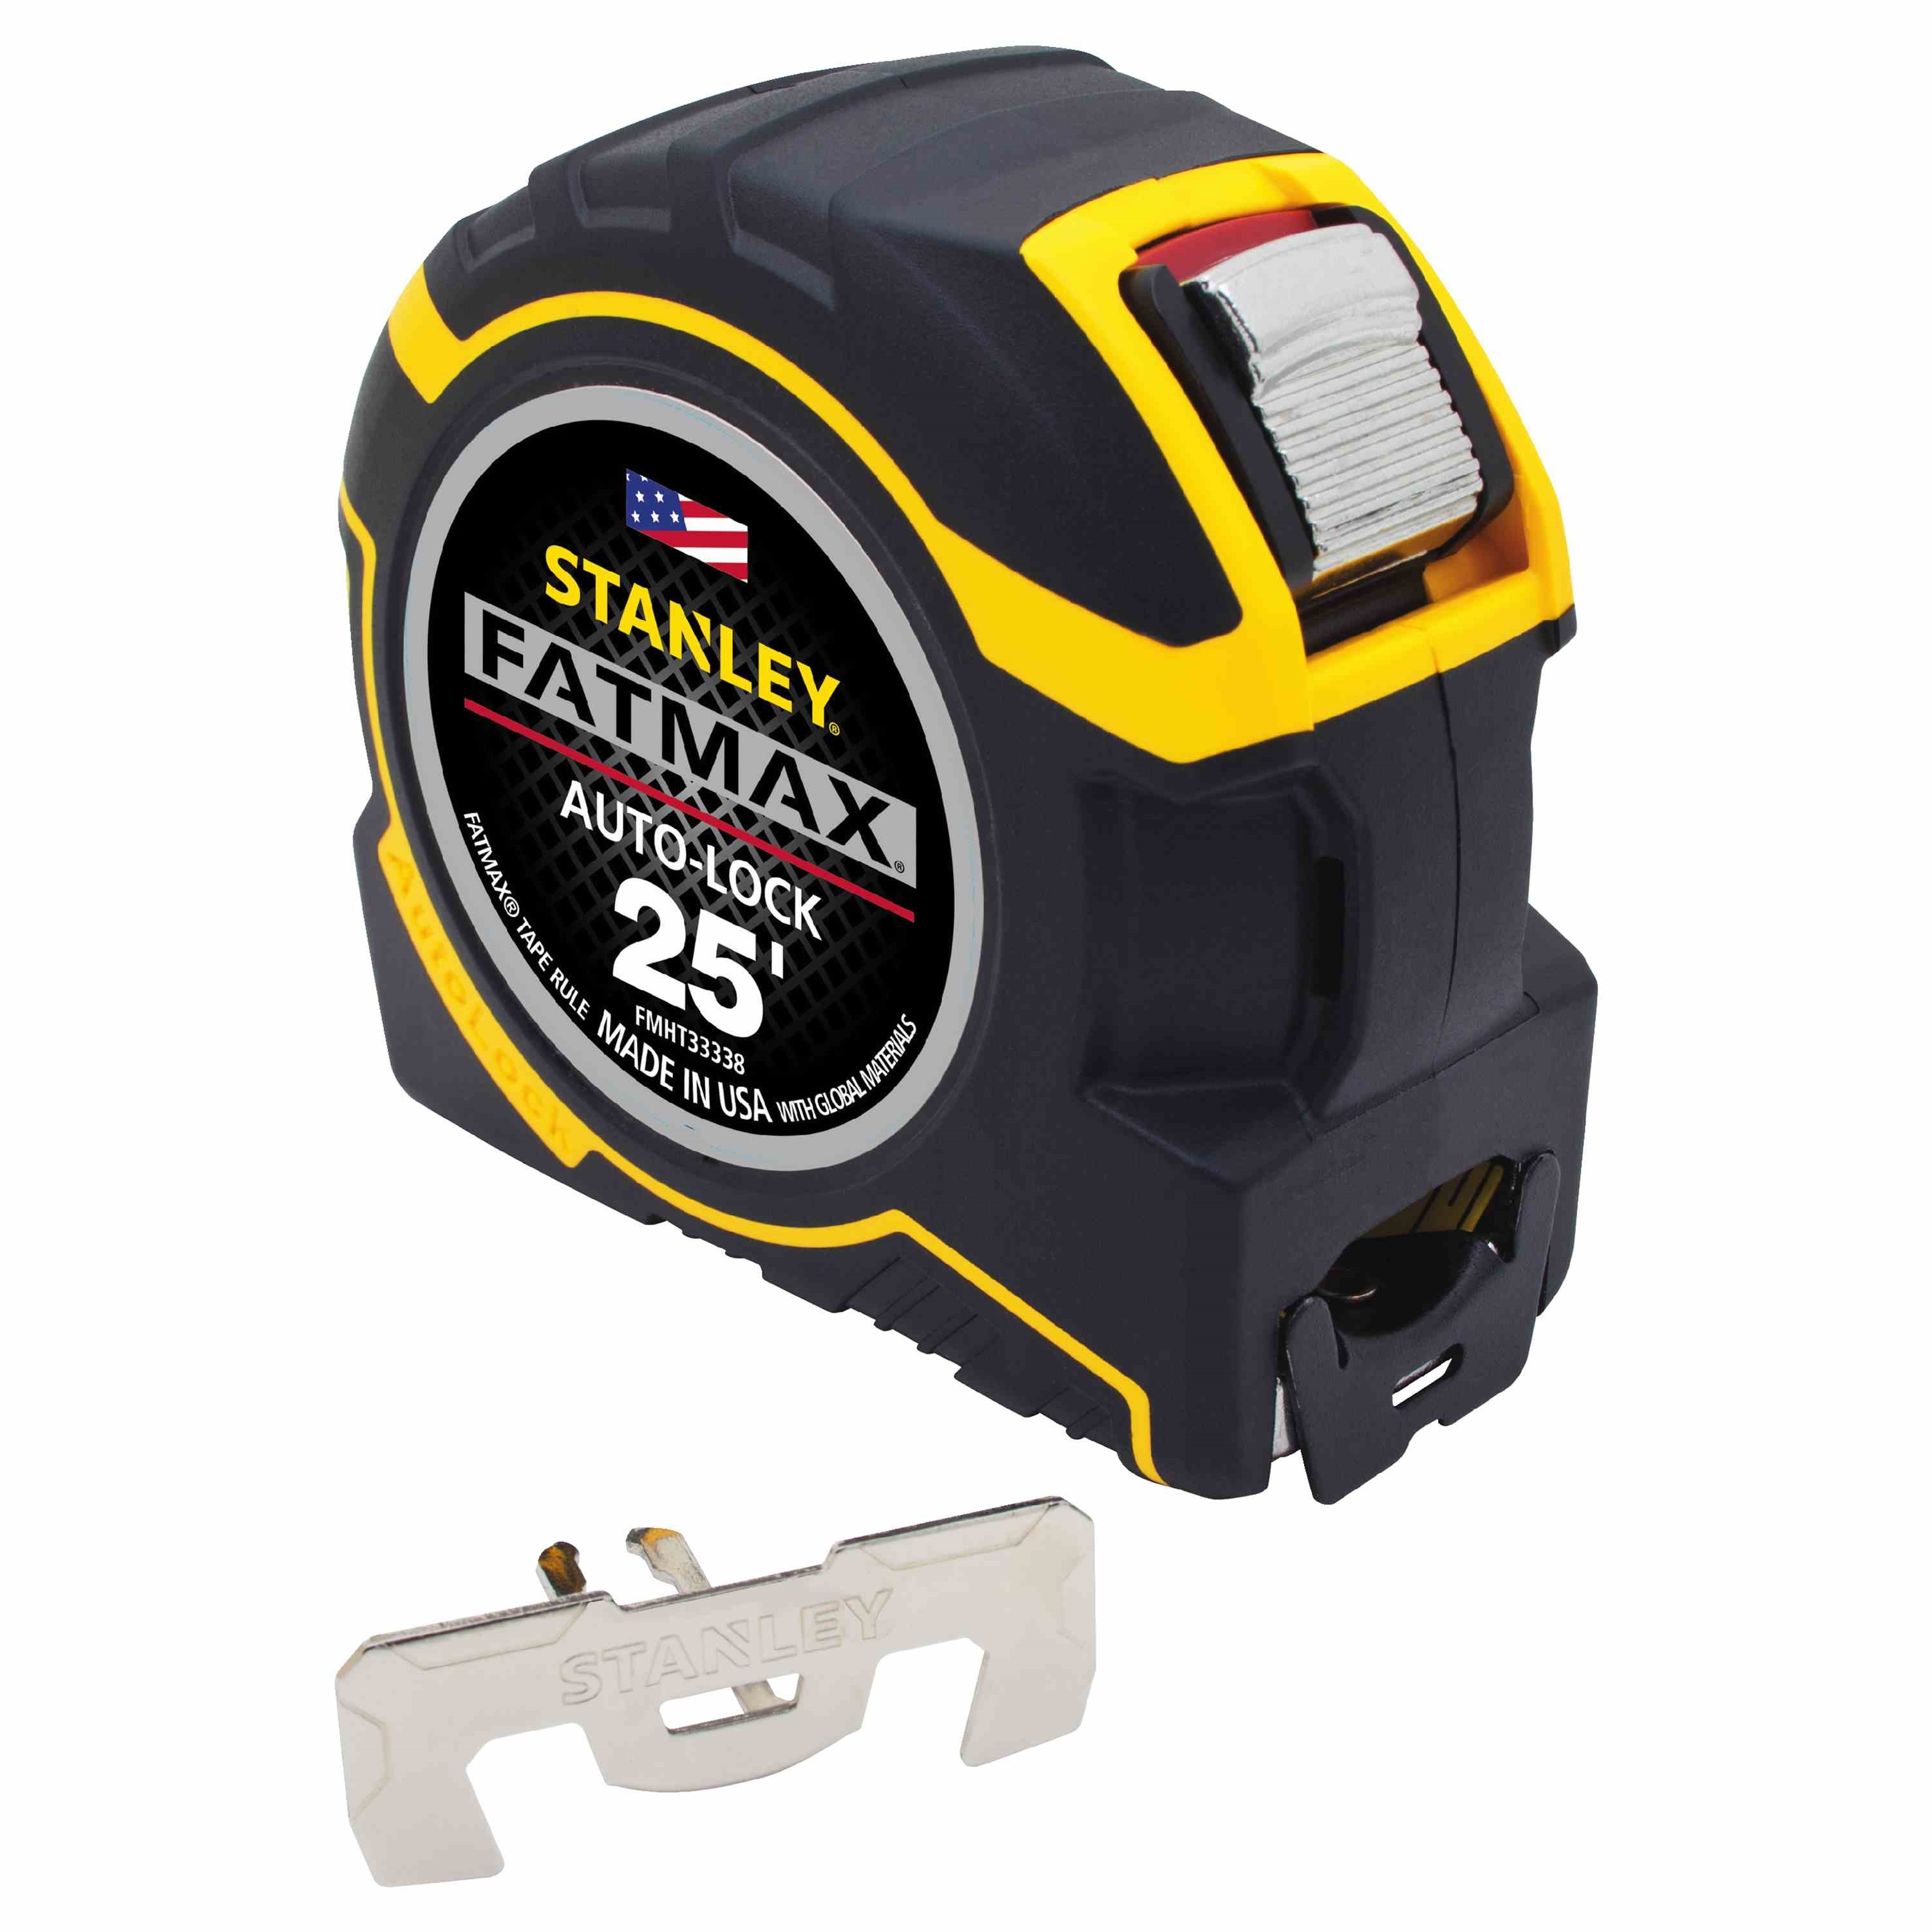 STANLEY®
FATMAX®
AUTO-LOCK
25'
FMHT33338
FATMAX® TAPE RULE MADE IN USA WITH GLOBAL MATERIALS
AutoLock
STANLEY